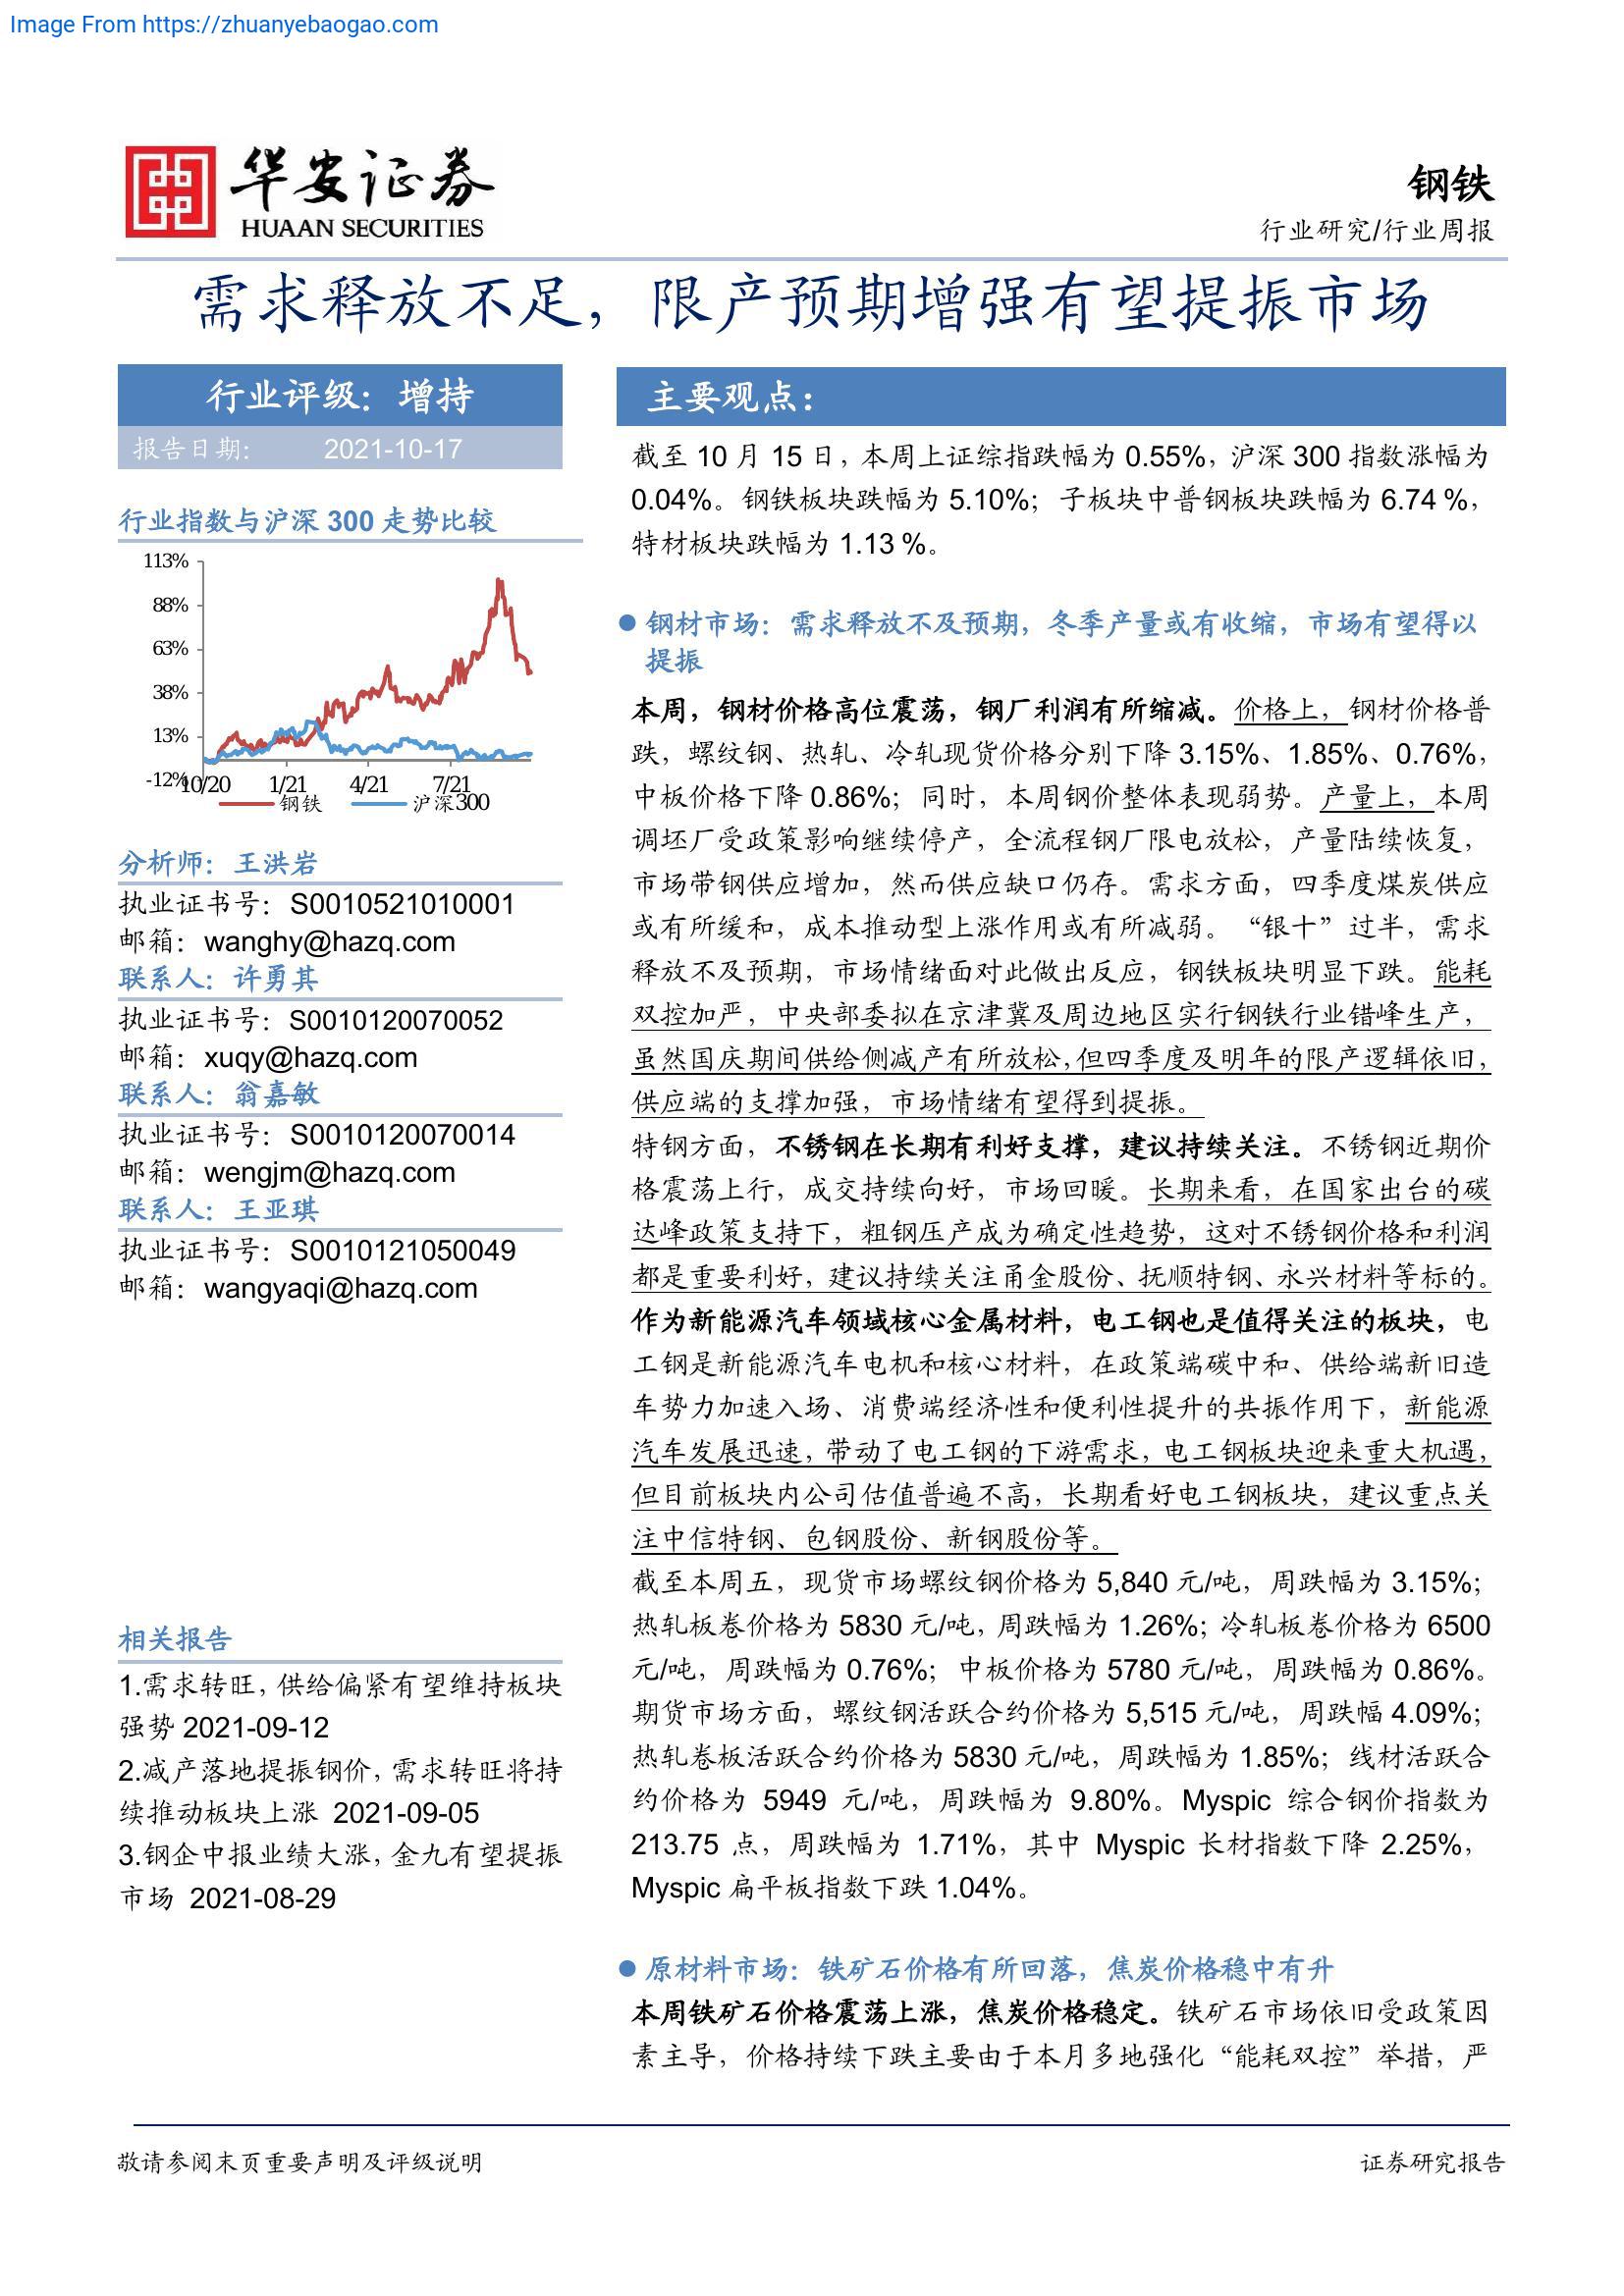 Image From https://zhuanyebaogao.com
华安证券
HUAAN SECURITIES
钢铁
行业研究/行业周报
需求释放不足，限产预期增强有望提振市场
行业评级：增持
报告日期： 2021-10-17
行业指数与沪深 300 走势比较
113%
88%
63%
38%
13%
-12%
10/20 1/21 4/21 7/21
钢铁 沪深300
分析师：王洪岩
执业证书号：S0010521010001
邮箱：wanghy@hazq.com
联系人：许勇其
执业证书号：S0010120070052
邮箱：xuqy@hazq.com
联系人：翁嘉敏
执业证书号：S0010120070014
邮箱：wengjm@hazq.com
联系人：王亚琪
执业证书号：S0010121050049
邮箱：wangyaqi@hazq.com
相关报告
1.需求转旺，供给偏紧有望维持板块
强势 2021-09-12
2.减产落地提振钢价，需求转旺将持
续推动板块上涨 2021-09-05
3.钢企中报业绩大涨，金九有望提振
市场 2021-08-29
主要观点：
截至 10 月 15 日，本周上证综指跌幅为 0.55%，沪深 300 指数涨幅为
0.04%。钢铁板块跌幅为 5.10%；子板块中普钢板块跌幅为 6.74 %，
特材板块跌幅为 1.13 %。
● 钢材市场：需求释放不及预期，冬季产量或有收缩，市场有望得以
提振
本周，钢材价格高位震荡，钢厂利润有所缩减。价格上，钢材价格普
跌，螺纹钢、热轧、冷轧现货价格分别下降 3.15%、1.85%、0.76%，
中板价格下降 0.86%；同时，本周钢价整体表现弱势。产量上，本周
调坯厂受政策影响继续停产，全流程钢厂限电放松，产量陆续恢复，
市场带钢供应增加，然而供应缺口仍存。需求方面，四季度煤炭供应
或有所缓和，成本推动型上涨作用或有所减弱。“银十”过半，需求
释放不及预期，市场情绪面对此做出反应，钢铁板块明显下跌。能耗
双控加严，中央部委拟在京津冀及周边地区实行钢铁行业错峰生产，
虽然国庆期间供给侧减产有所放松，但四季度及明年的限产逻辑依旧，
供应端的支撑加强，市场情绪有望得到提振。
特钢方面，不锈钢在长期有利好支撑，建议持续关注。不锈钢近期价
格震荡上行，成交持续向好，市场回暖。长期来看，在国家出台的碳
达峰政策支持下，粗钢压产成为确定性趋势，这对不锈钢价格和利润
都是重要利好，建议持续关注甬金股份、抚顺特钢、永兴材料等标的。
作为新能源汽车领域核心金属材料，电工钢也是值得关注的板块，电
工钢是新能源汽车电机和核心材料，在政策端碳中和、供给端新旧造
车势力加速入场、消费端经济性和便利性提升的共振作用下，新能源
汽车发展迅速，带动了电工钢的下游需求，电工钢板块迎来重大机遇，
但目前板块内公司估值普遍不高，长期看好电工钢板块，建议重点关
注中信特钢、包钢股份、新钢股份等。
截至本周五，现货市场螺纹钢价格为 5,840 元/吨，周跌幅为 3.15%；
热轧板卷价格为 5830 元/吨，周跌幅为 1.26%；冷轧板卷价格为 6500
元/吨，周跌幅为 0.76%；中板价格为 5780 元/吨，周跌幅为 0.86%。
期货市场方面，螺纹钢活跃合约价格为 5,515 元/吨，周跌幅 4.09%；
热轧卷板活跃合约价格为 5830 元/吨，周跌幅为 1.85%；线材活跃合
约价格为 5949 元/吨，周跌幅为 9.80%。Myspic 综合钢价指数为
213.75 点，周跌幅为 1.71%，其中 Myspic 长材指数下降 2.25%，
Myspic 扁平板指数下跌 1.04%。
● 原材料市场：铁矿石价格有所回落，焦炭价格稳中有升
本周铁矿石价格震荡上涨，焦炭价格稳定。铁矿石市场依旧受政策因
素主导，价格持续下跌主要由于本月多地强化“能耗双控”举措，严
敬请参阅末页重要声明及评级说明
证券研究报告